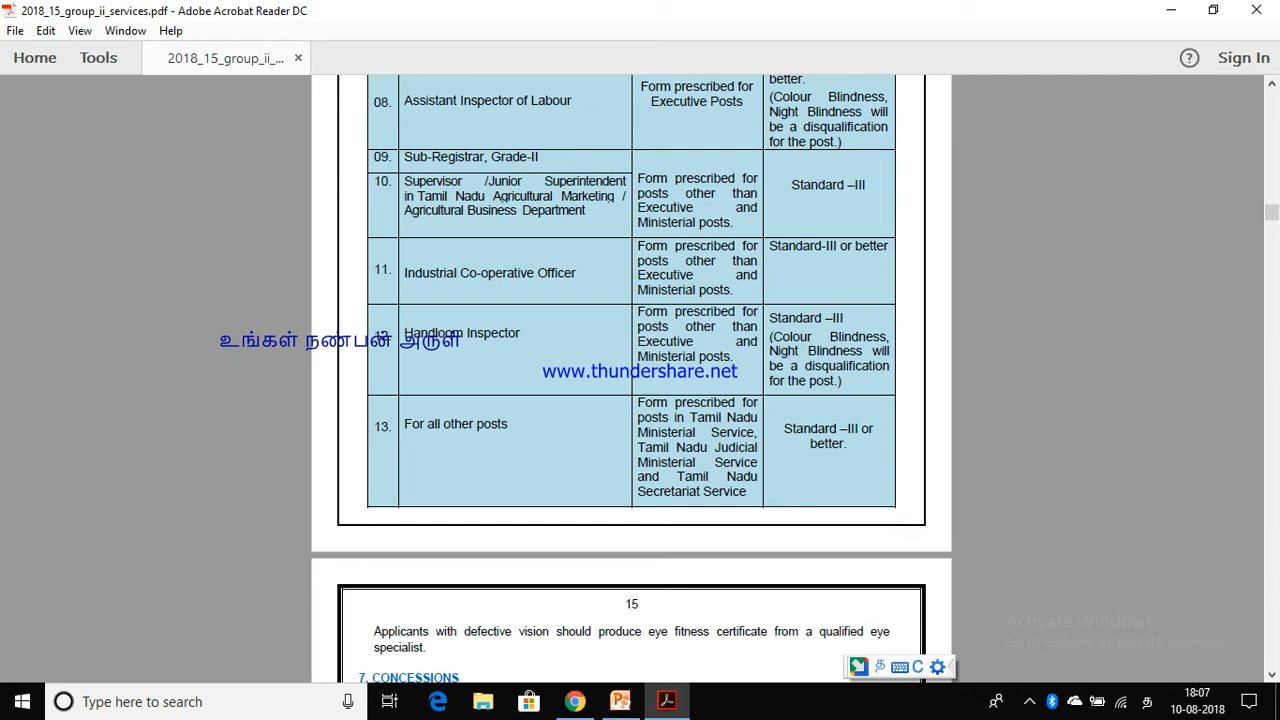 2018_15_group_ii_services.pdf - Adobe Acrobat Reader DC
File Edit View Window Help
Home Tools 2018_15_group_ii_... × Sign In
better.
08. Assistant Inspector of Labour
Form prescribed for
Executive Posts
(Colour Blindness,
Night Blindness will
be a disqualification
for the post.)
09. Sub-Registrar, Grade-II
10. Supervisor /Junior Superintendent
in Tamil Nadu Agricultural Marketing /
Agricultural Business Department
Form prescribed for
posts other than
Executive and
Ministerial posts.
Standard –III
11. Industrial Co-operative Officer
Form prescribed for
posts other than
Executive and
Ministerial posts.
Standard-III or better
12. Handloom Inspector
Form prescribed for
posts other than
Executive and
Ministerial posts.
Standard –III
(Colour Blindness,
Night Blindness will
be a disqualification
for the post.)
உங்கள் நண்பன் அருள்
www.thundershare.net
13. For all other posts
Form prescribed for
posts in Tamil Nadu
Ministerial Service,
Tamil Nadu Judicial
Ministerial Service
and Tamil Nadu
Secretariat Service
Standard –III or
better.
15
Applicants with defective vision should produce eye fitness certificate from a qualified eye
specialist.
7. CONCESSIONS
Activate Windows
Go to Settings to activate Windows.
Type here to search
18:07
10-08-2018